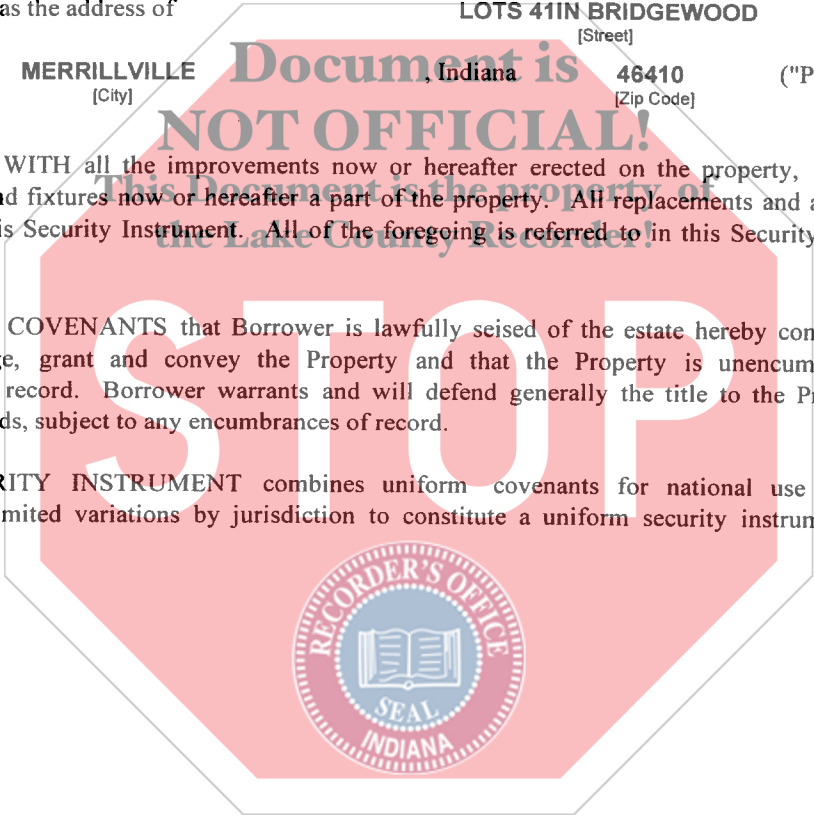 as the address of LOTS 41IN BRIDGEWOOD
[Street]
MERRILLVILLE , Indiana 46410 ("P
[City] [Zip Code]
Document is
NOT OFFICIAL!
This Document is the property of
the Lake County Recorder!
WITH all the improvements now or hereafter erected on the property,
nd fixtures now or hereafter a part of the property. All replacements and a
is Security Instrument. All of the foregoing is referred to in this Security
COVENANTS that Borrower is lawfully seised of the estate hereby con
ge, grant and convey the Property and that the Property is unencum
record. Borrower warrants and will defend generally the title to the Pr
ds, subject to any encumbrances of record.
RITY INSTRUMENT combines uniform covenants for national use
mited variations by jurisdiction to constitute a uniform security instrum
STOP
RECORDER'S OFFICE
SEAL
INDIANA